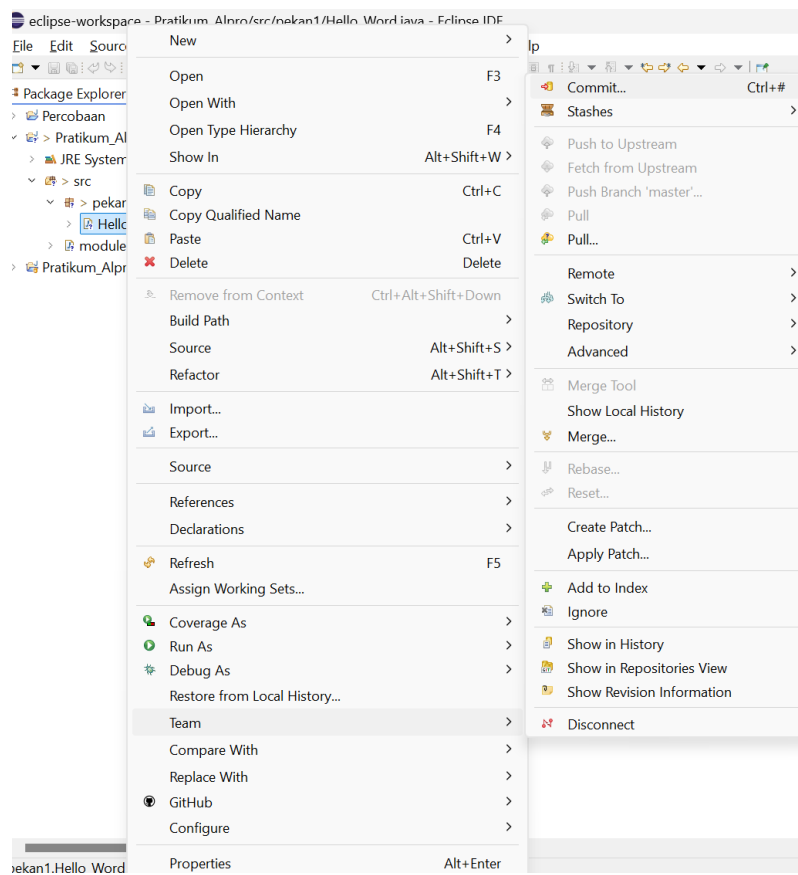 eclipse-workspace - Pratikum_Alpro/src/pekan1/Hello_Word.java - Eclipse IDE
File Edit Sourc
lp
Package Explorer
Percobaan
> Pratikum_Al
JRE System
> src
> pekan
Hello
module
Pratikum_Alpr
New
Open F3
Open With
Open Type Hierarchy F4
Show In Alt+Shift+W
Copy Ctrl+C
Copy Qualified Name
Paste Ctrl+V
Delete Delete
Remove from Context Ctrl+Alt+Shift+Down
Build Path
Source Alt+Shift+S
Refactor Alt+Shift+T
Import...
Export...
Source
References
Declarations
Refresh F5
Assign Working Sets...
Coverage As
Run As
Debug As
Restore from Local History...
Team
Compare With
Replace With
GitHub
Configure
Properties Alt+Enter
Commit... Ctrl+#
Stashes
Push to Upstream
Fetch from Upstream
Push Branch 'master'...
Pull
Pull...
Remote
Switch To
Repository
Advanced
Merge Tool
Show Local History
Merge...
Rebase...
Reset...
Create Patch...
Apply Patch...
Add to Index
Ignore
Show in History
Show in Repositories View
Show Revision Information
Disconnect
pekan1.Hello_Word